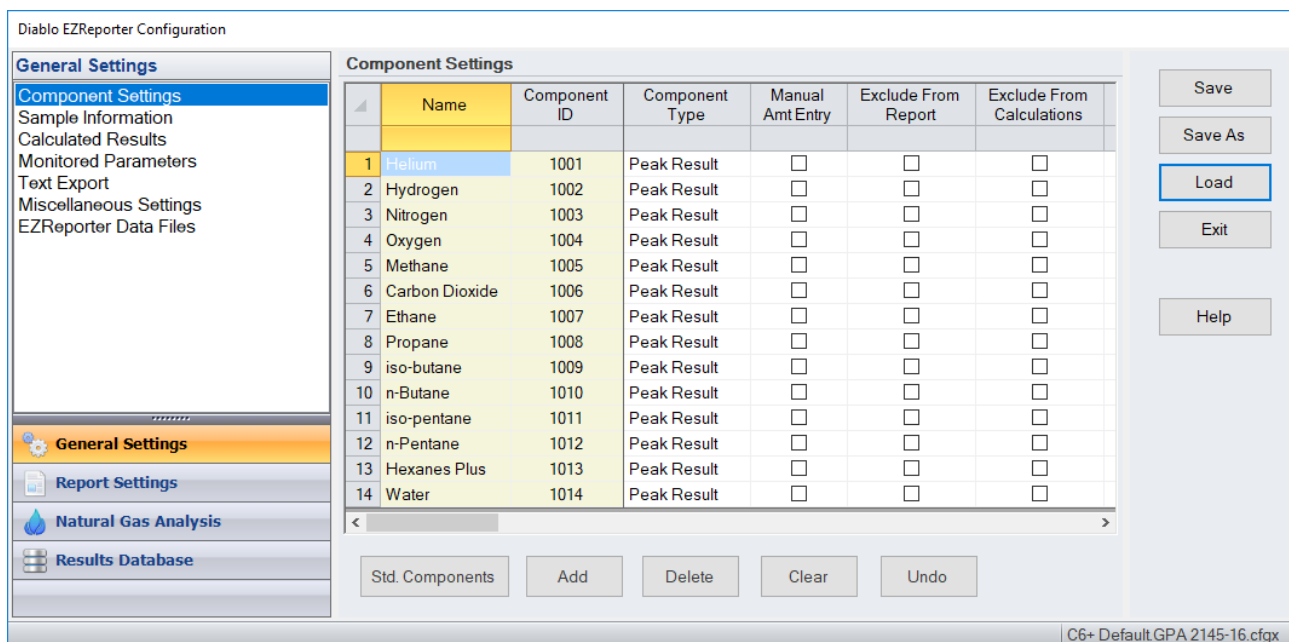 Diablo EZReporter Configuration
General Settings
Component Settings
Sample Information
Calculated Results
Monitored Parameters
Text Export
Miscellaneous Settings
EZReporter Data Files
General Settings
Report Settings
Natural Gas Analysis
Results Database
Component Settings
Name Component ID Component Type Manual Amt Entry Exclude From Report Exclude From Calculations
1 Helium 1001 Peak Result
2 Hydrogen 1002 Peak Result
3 Nitrogen 1003 Peak Result
4 Oxygen 1004 Peak Result
5 Methane 1005 Peak Result
6 Carbon Dioxide 1006 Peak Result
7 Ethane 1007 Peak Result
8 Propane 1008 Peak Result
9 iso-butane 1009 Peak Result
10 n-Butane 1010 Peak Result
11 iso-pentane 1011 Peak Result
12 n-Pentane 1012 Peak Result
13 Hexanes Plus 1013 Peak Result
14 Water 1014 Peak Result
Std. Components Add Delete Clear Undo
Save
Save As
Load
Exit
Help
C6+ Default.GPA 2145-16.cfgx